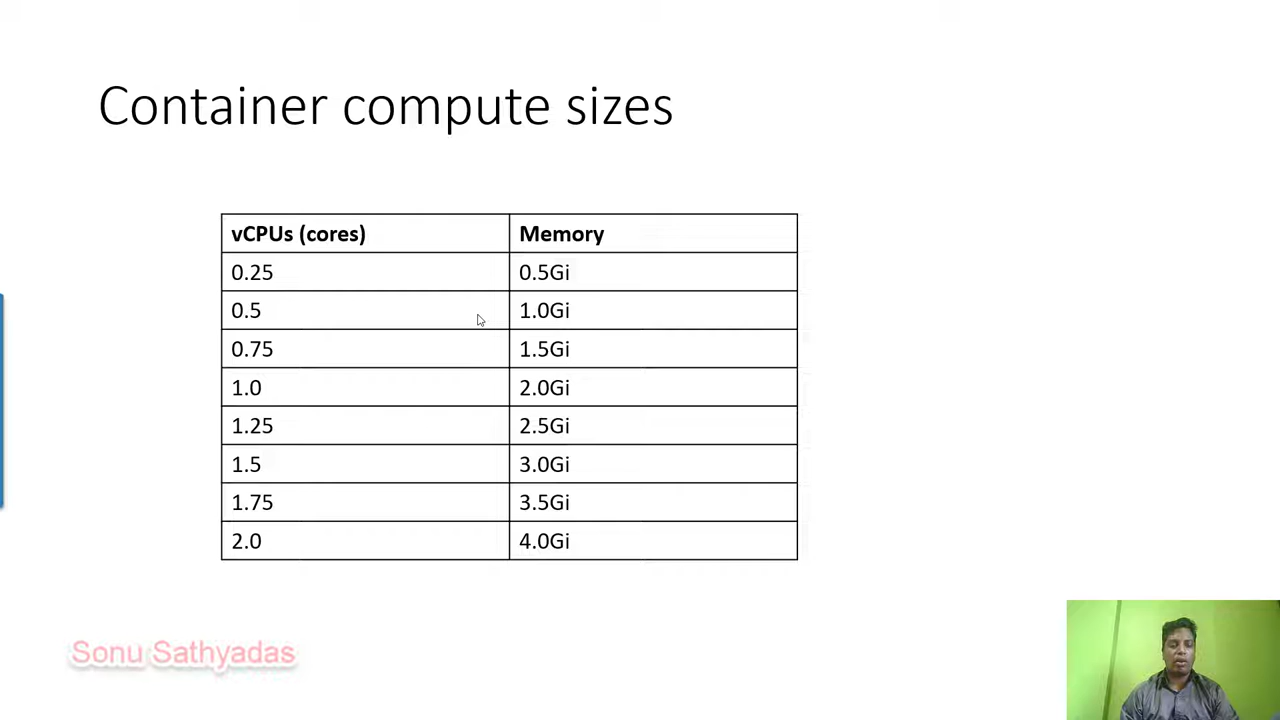 Container compute sizes
vCPUs (cores) Memory
0.25 0.5Gi
0.5 1.0Gi
0.75 1.5Gi
1.0 2.0Gi
1.25 2.5Gi
1.5 3.0Gi
1.75 3.5Gi
2.0 4.0Gi
Sonu Sathyadas